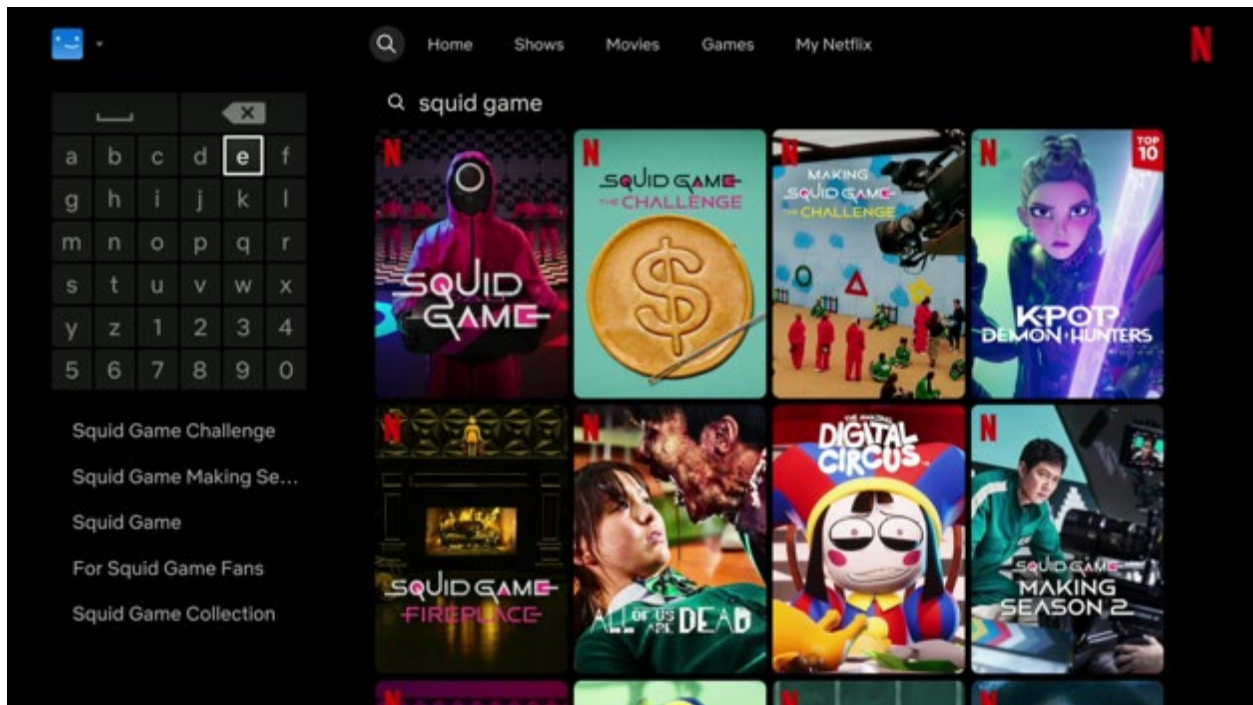 Home Shows Movies Games My Netflix
N
squid game
a b c d e f
g h i j k l
m n o p q r
s t u v w x
y z 1 2 3 4
5 6 7 8 9 0
Squid Game Challenge
Squid Game Making Se...
Squid Game
For Squid Game Fans
Squid Game Collection
N
SQUID
GAME
N
SQUID GAME
THE CHALLENGE
N
MAKING
SQUID GAME
THE CHALLENGE
N
TOP
10
K-POP
DEMON HUNTERS
N
SQUID GAME
FIREPLACE
N
ALL OF US ARE DEAD
THE AMAZING
DIGITAL
CIRCUS
N
SQUID GAME
MAKING
SEASON 2
N
N
N